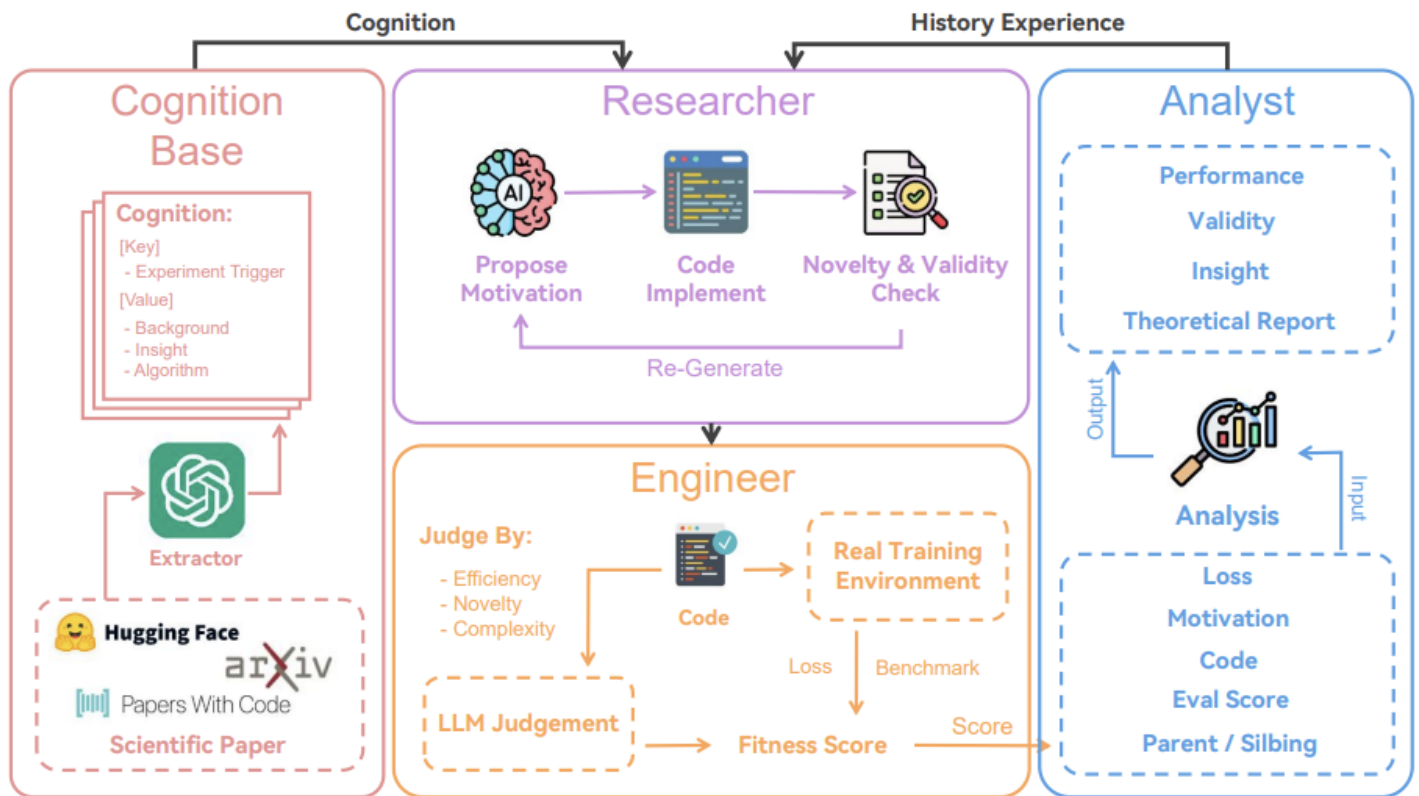 Cognition
History Experience
Cognition
Base
Cognition:
[Key]
- Experiment Trigger
[Value]
- Background
- Insight
- Algorithm
Extractor
Hugging Face
arXiv
Papers With Code
Scientific Paper
Researcher
AI
Propose
Motivation
Code
Implement
Novelty & Validity
Check
Re-Generate
Engineer
Judge By:
- Efficiency
- Novelty
- Complexity
Code
Real Training
Environment
Loss
Benchmark
LLM Judgement
Fitness Score
Score
Analyst
Performance
Validity
Insight
Theoretical Report
Output
Analysis
Input
Loss
Motivation
Code
Eval Score
Parent / Silbing